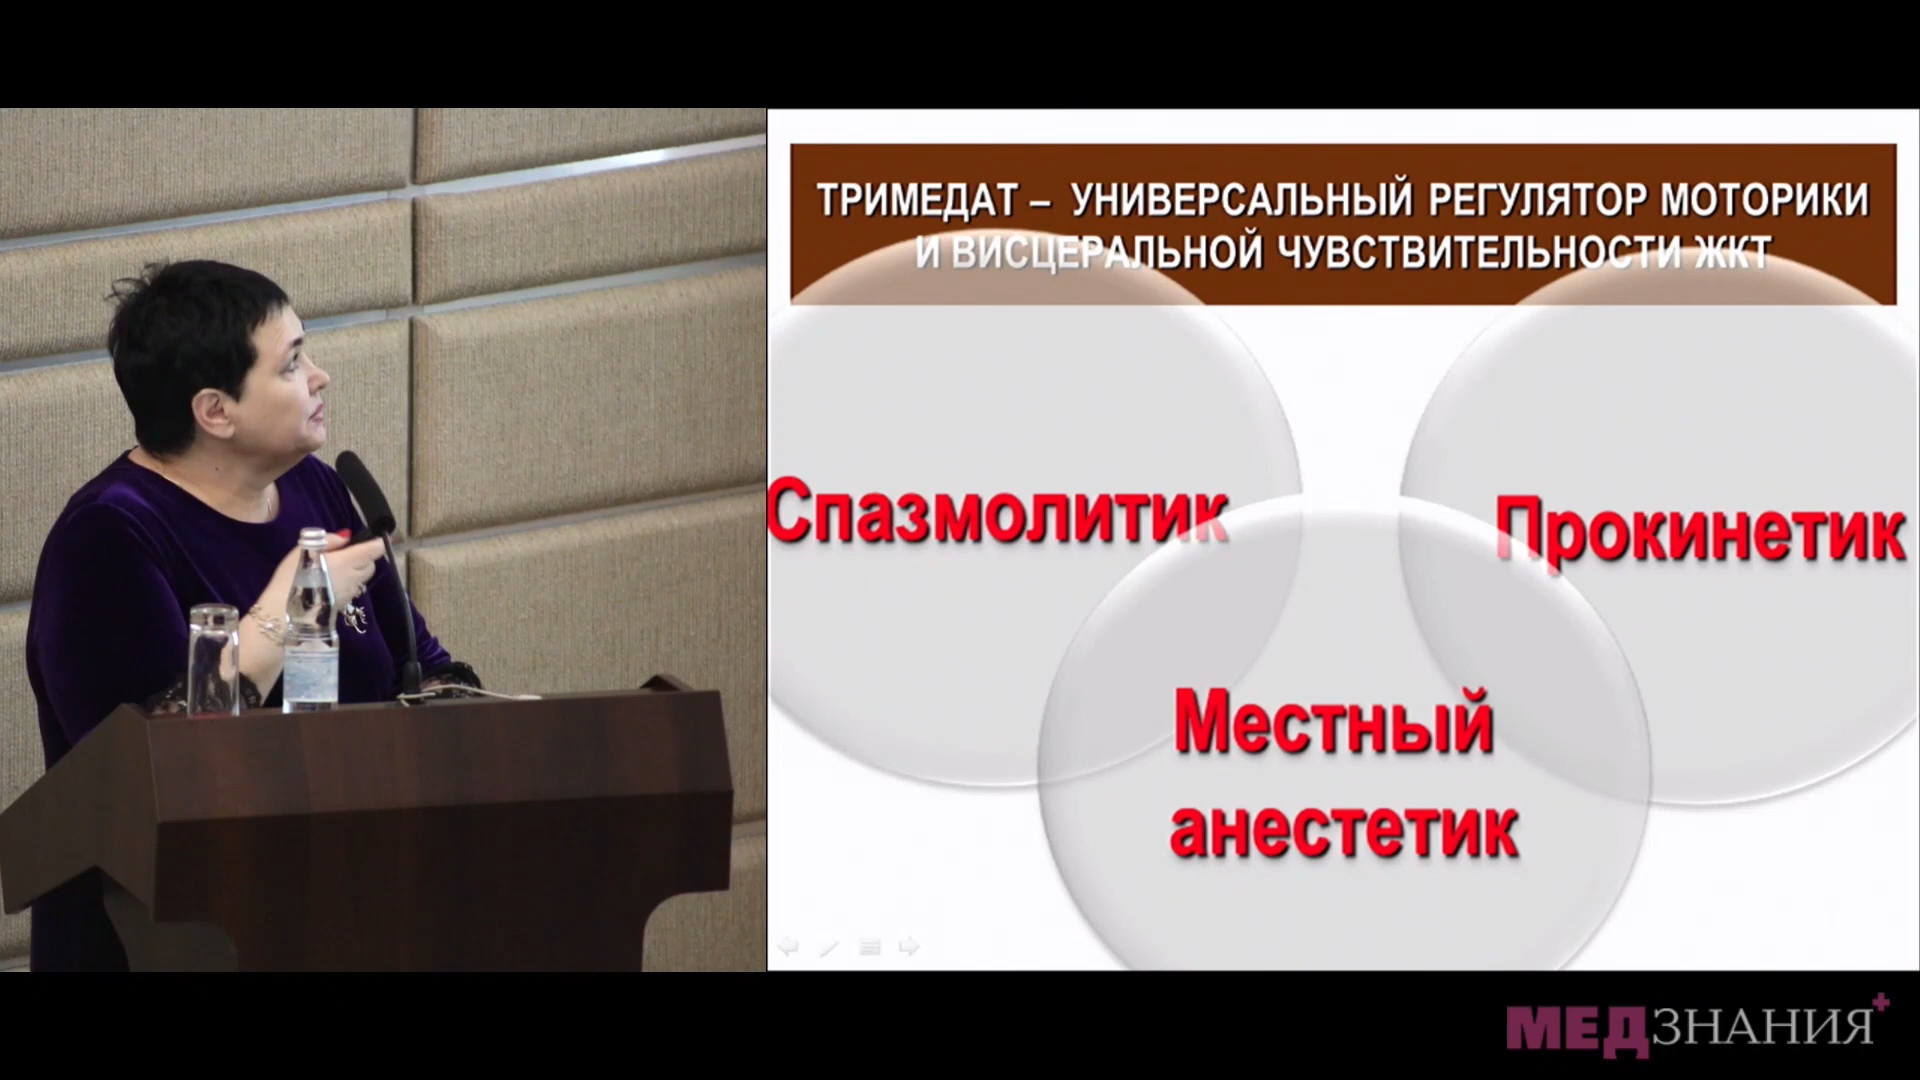 ТРИМЕДАТ – УНИВЕРСАЛЬНЫЙ РЕГУЛЯТОР МОТОРИКИ
И ВИСЦЕРАЛЬНОЙ ЧУВСТВИТЕЛЬНОСТИ ЖКТ
Спазмолитик
Прокинетик
Местный
анестетик
МЕДЗНАНИЯ+